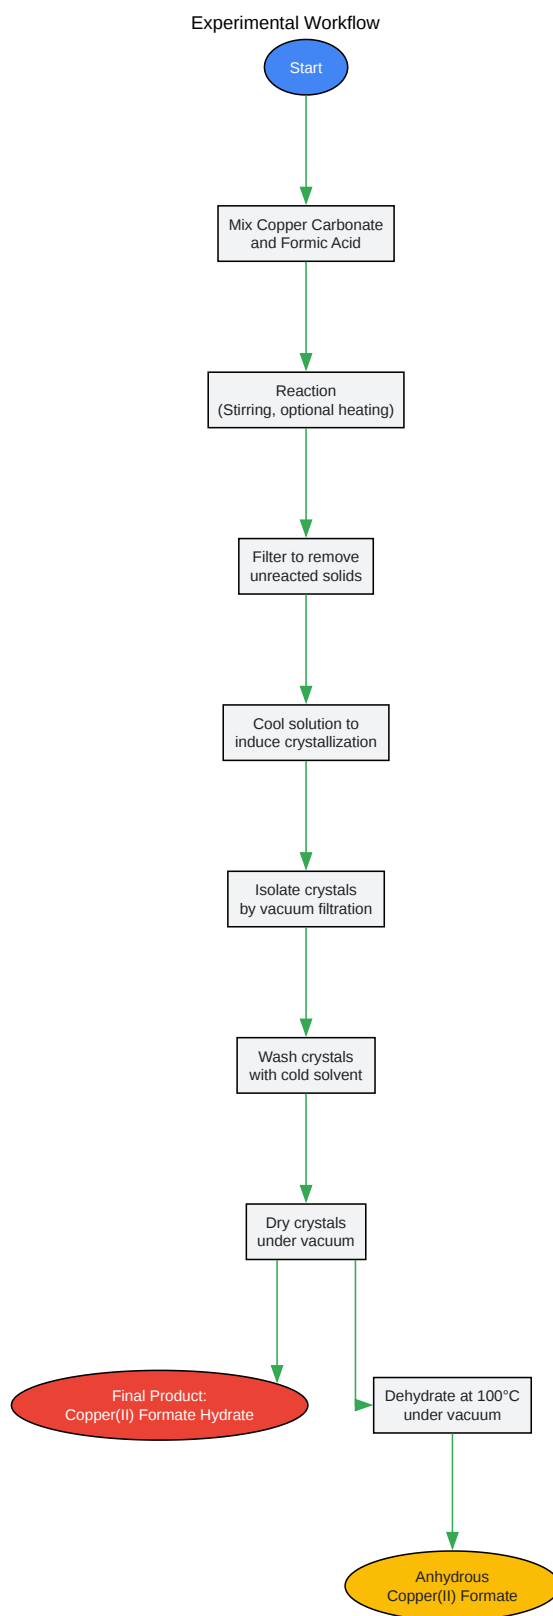 Experimental Workflow
Start
Mix Copper Carbonate
and Formic Acid
Reaction
(Stirring, optional heating)
Filter to remove
unreacted solids
Cool solution to
induce crystallization
Isolate crystals
by vacuum filtration
Wash crystals
with cold solvent
Dry crystals
under vacuum
Final Product:
Copper(II) Formate Hydrate
Dehydrate at 100°C
under vacuum
Anhydrous
Copper(II) Formate